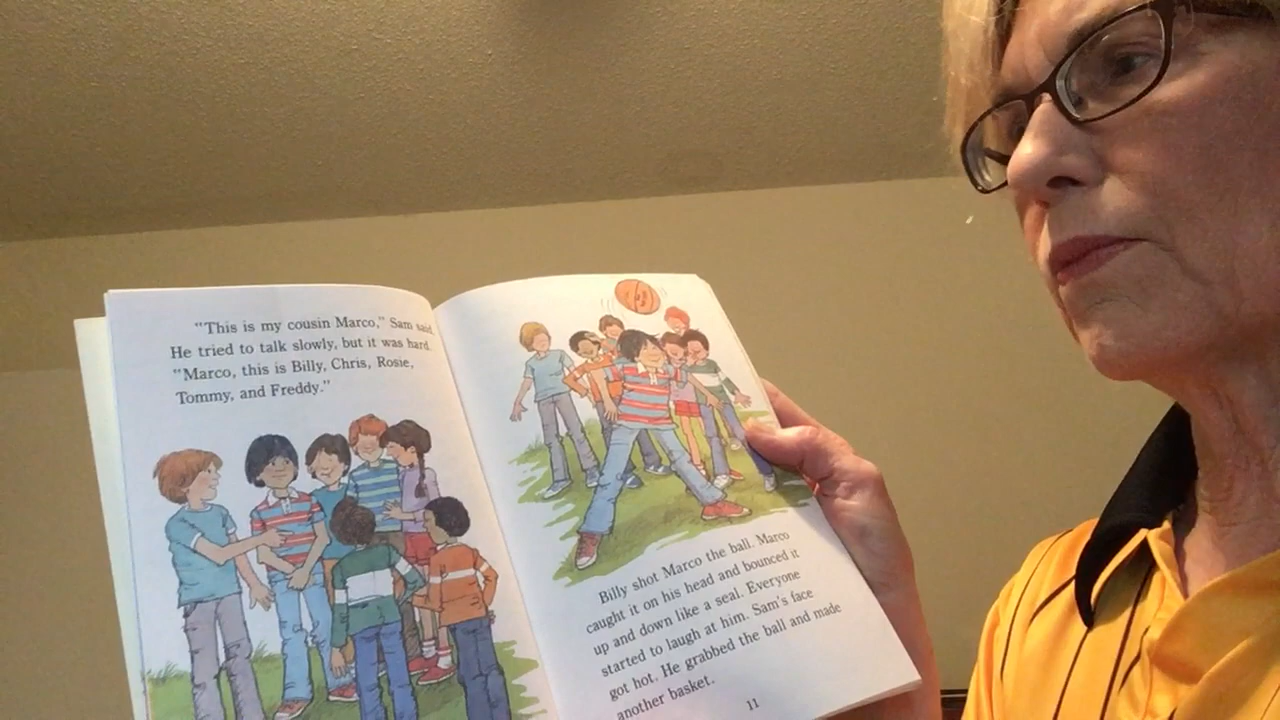 "This is my cousin Marco," Sam said.
He tried to talk slowly, but it was hard.
"Marco, this is Billy, Chris, Rosie,
Tommy, and Freddy."
Billy shot Marco the ball. Marco
caught it on his head and bounced it
up and down like a seal. Everyone
started to laugh at him. Sam's face
got hot. He grabbed the ball and made
another basket.
11